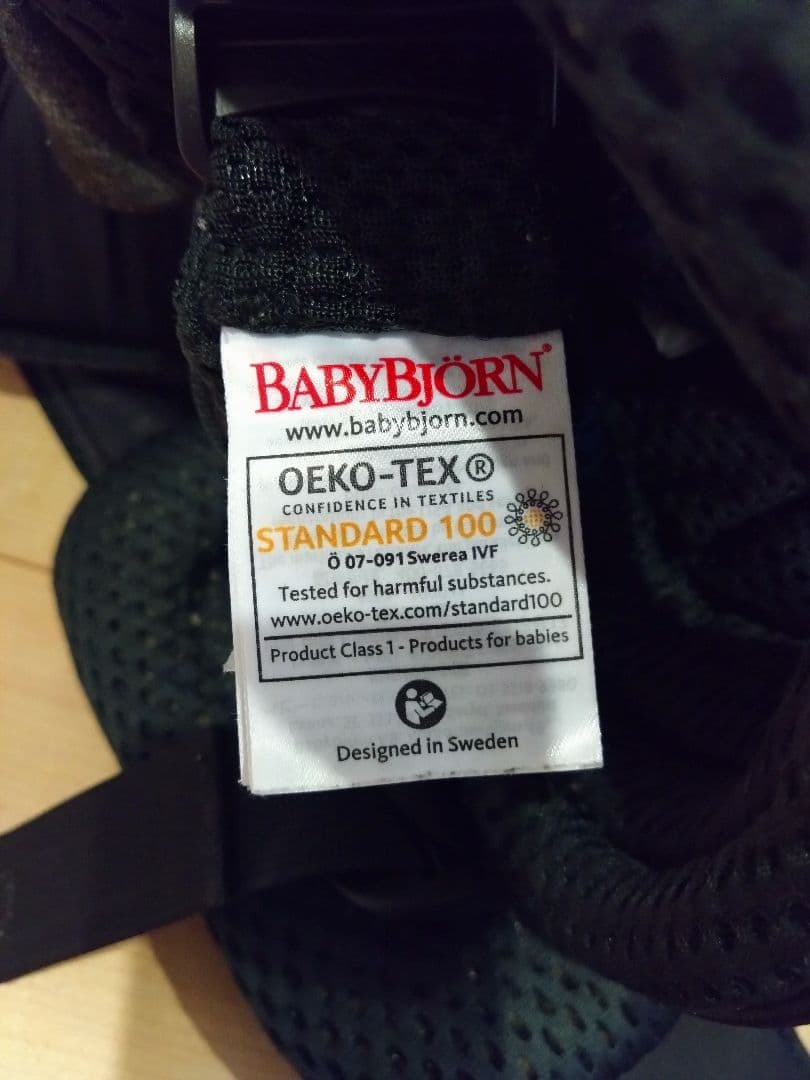 BABYBJÖRN®
www.babybjorn.com
OEKO-TEX®
CONFIDENCE IN TEXTILES
STANDARD 100
Ö 07-091 Swerea IVF
Tested for harmful substances.
www.oeko-tex.com/standard100
Product Class 1 - Products for babies
Designed in Sweden